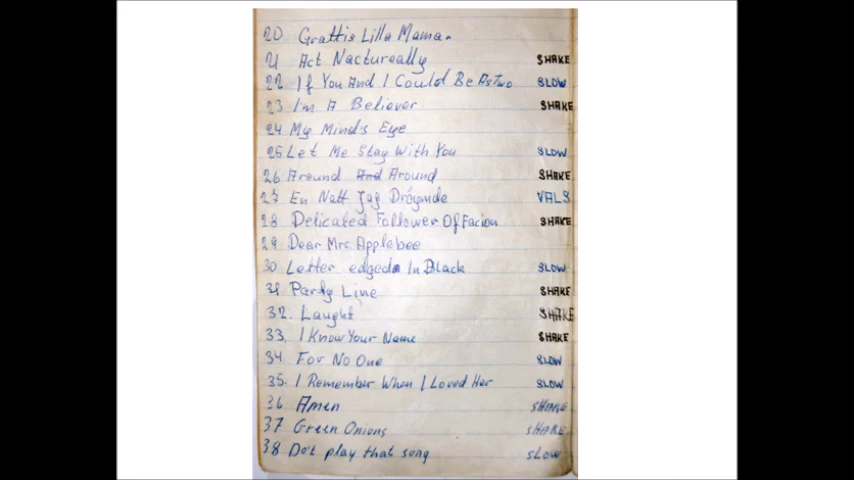 20 Grattis Lilla Mama.
21 Act Nactureally SHAKE
22 If You And I Could Be As Two SLOW
23 I'm A Believer SHAKE
24 My Mind's Eye
25 Let Me Stay With You SLOW
26 Around And Around SHAKE
27 En Natt Jag Drömde VALS
28 Delicated Follower Of Facion SHAKE
29 Dear Mrs. Applebee
30 Letter edged In Black SLOW
31 Party Line SHAKE
32. Laught SHAKE
33. I Know Your Name SHAKE
34 For No One SLOW
35. I Remember When I Loved Her SLOW
36 Amen SHAKE
37 Green Onions SHAKE
38 Do't play that song SLOW